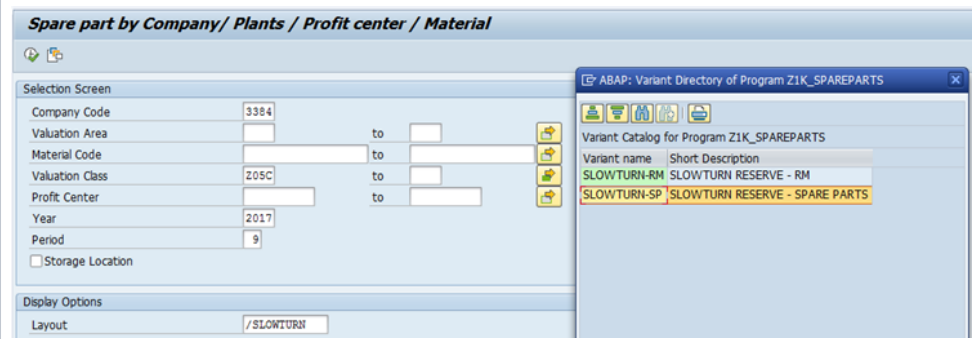 Spare part by Company/ Plants / Profit center / Material
Selection Screen
Company Code 3384
Valuation Area to
Material Code to
Valuation Class Z05C to
Profit Center to
Year 2017
Period 9
Storage Location
Display Options
Layout /SLOWTURN
ABAP: Variant Directory of Program Z1K_SPAREPARTS
Variant Catalog for Program Z1K_SPAREPARTS
Variant name Short Description
SLOWTURN-RM SLOWTURN RESERVE - RM
SLOWTURN-SP SLOWTURN RESERVE - SPARE PARTS